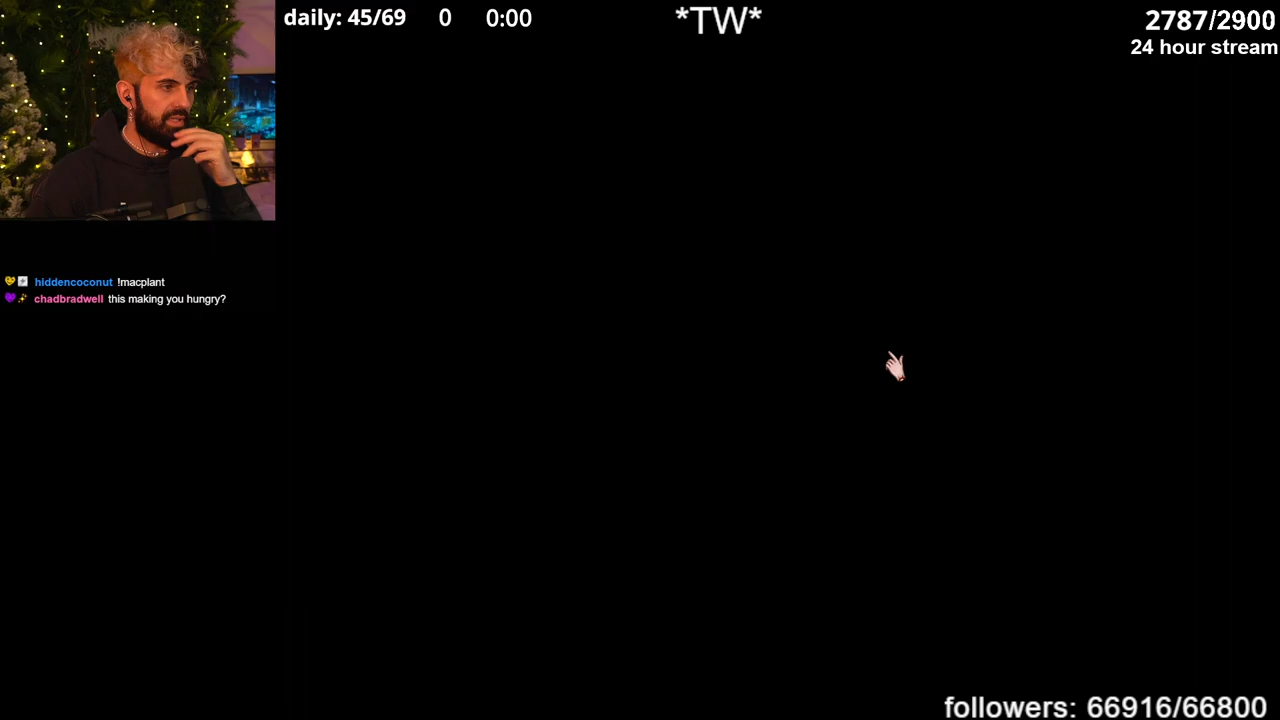 daily: 45/69 0 0:00 *TW* 2787/2900
24 hour stream
hiddencoconut !macplant
chadbradwell this making you hungry?
followers: 66916/66800